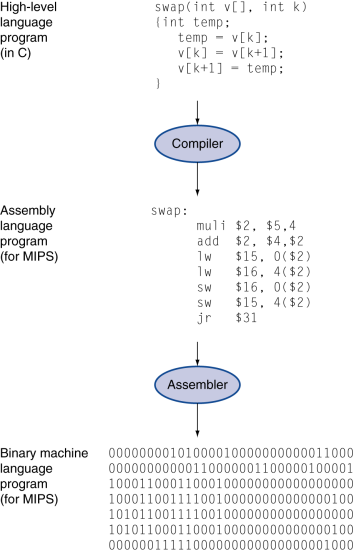 High-level
language
program
(in C)
swap(int v[], int k)
{int temp;
temp = v[k];
v[k] = v[k+1];
v[k+1] = temp;
}
Compiler
Assembly
language
program
(for MIPS)
swap:
muli $2, $5,4
add $2, $4,$2
lw $15, 0($2)
lw $16, 4($2)
sw $16, 0($2)
sw $15, 4($2)
jr $31
Assembler
Binary machine
language
program
(for MIPS)
00000000101000010000000000011000
00000000000110000001100000100001
10001100011000100000000000000000
10001100111100100000000000000100
10101100111100100000000000000000
10101100011000100000000000000100
00000011111000000000000000001000